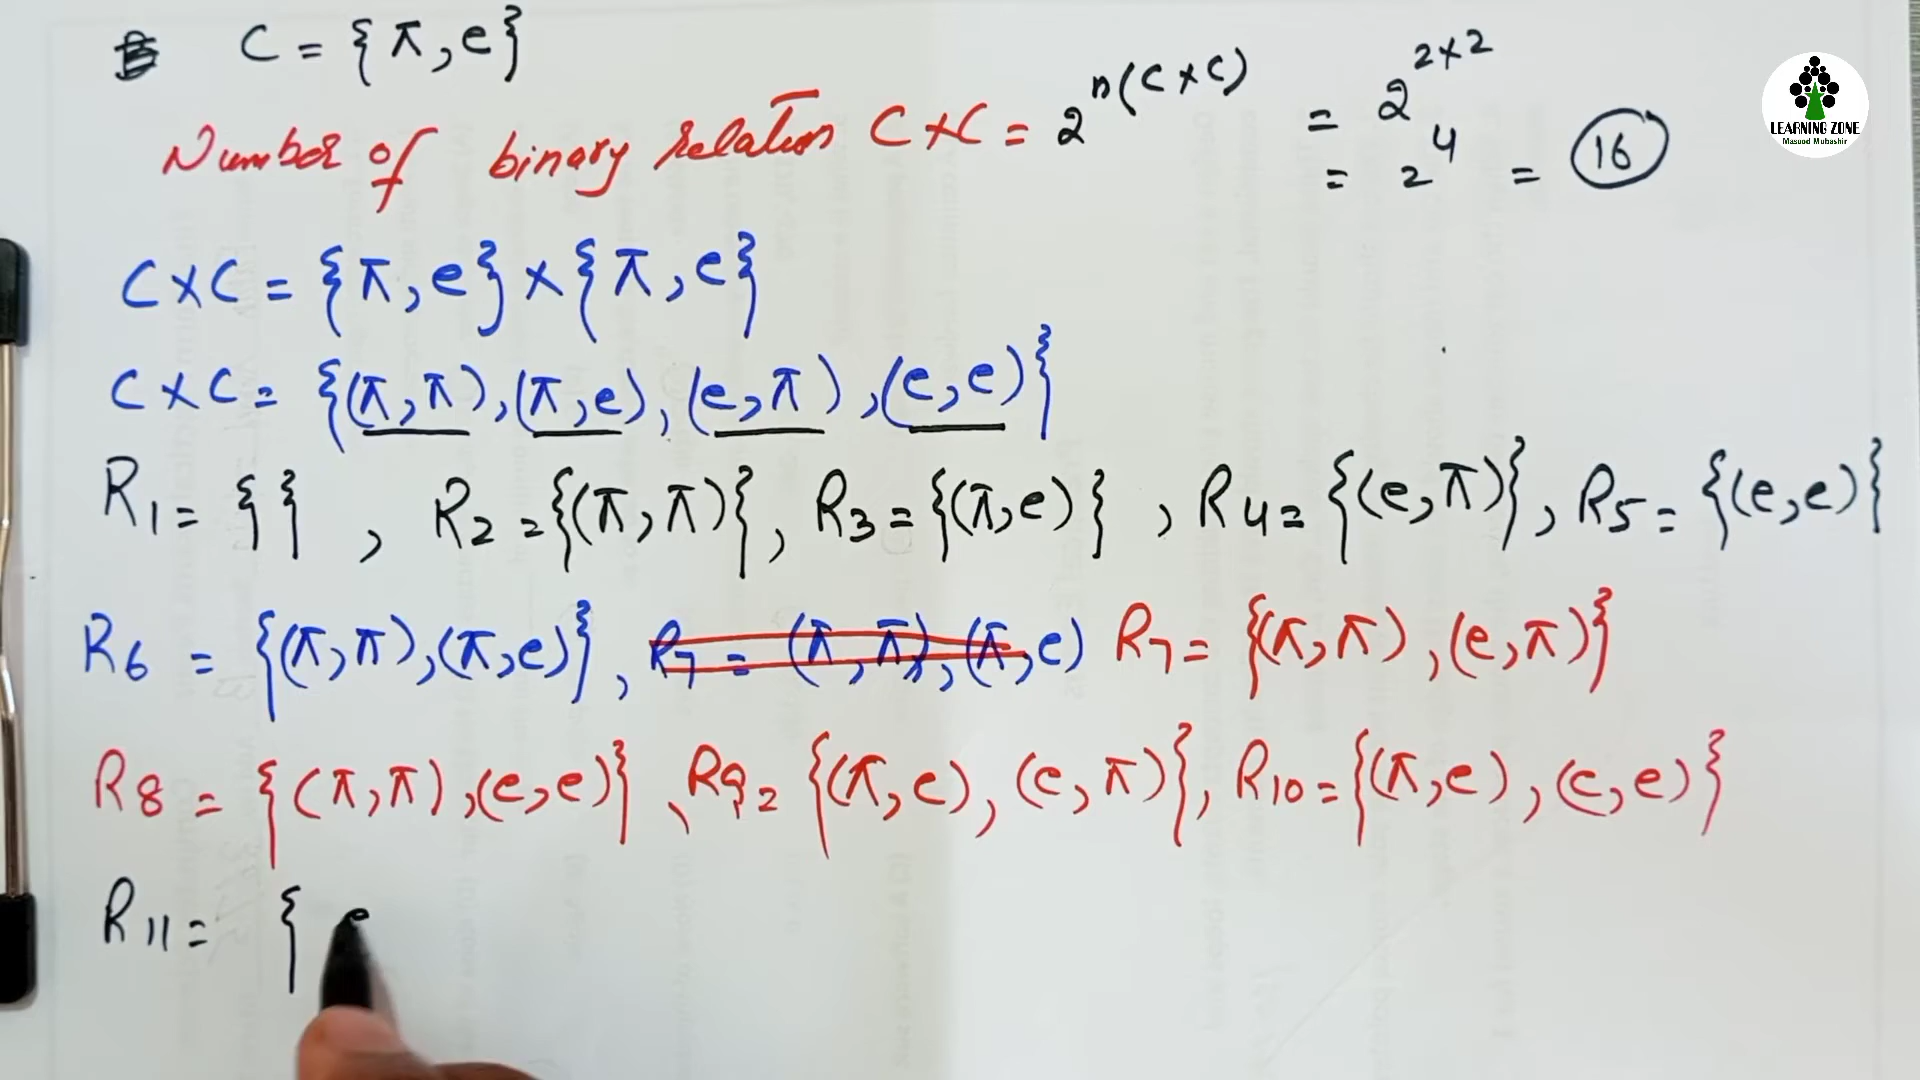 C = {π, e}
Number of binary relation C×C = 2^n(C×C) = 2^2×2
= 2^4 = 16
LEARNING ZONE
Masood Mubashir
C×C = {π, e} × {π, e}
C×C = {(π, π), (π, e), (e, π), (e, e)}
R1 = { } , R2 = {(π, π)}, R3 = {(π, e)} , R4 = {(e, π)}, R5 = {(e, e)}
R6 = {(π, π), (π, e)}, R7 = (π, π), (π, e) R7 = {(π, π), (e, π)}
R8 = {(π, π), (e, e)}, R9 = {(π, e), (e, π)}, R10 = {(π, e), (e, e)}
R11 = { e